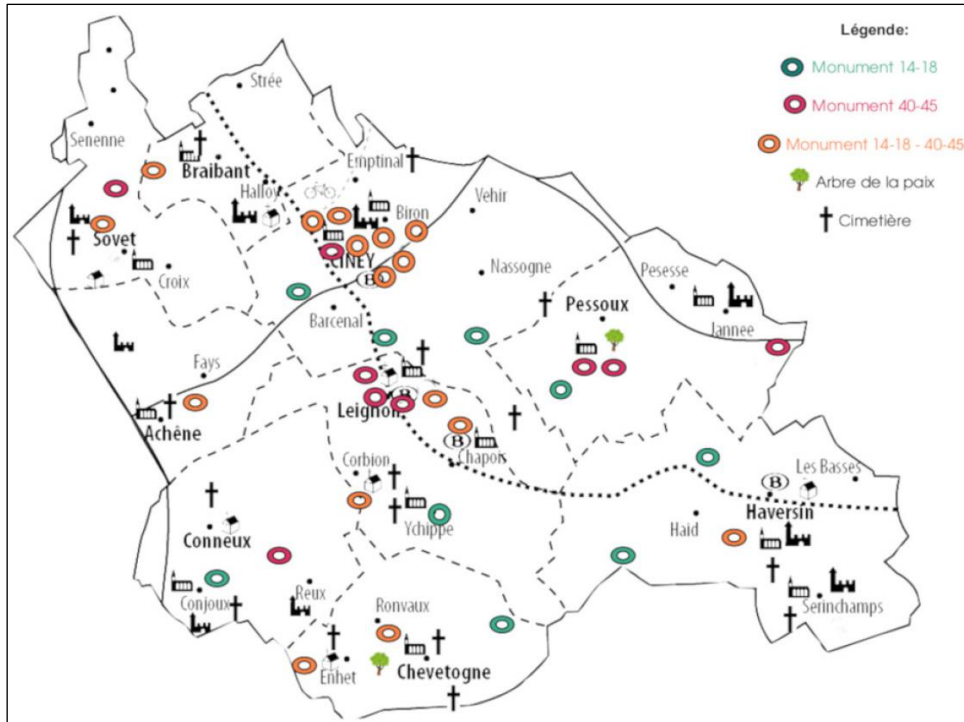 Légende:
Monument 14-18
Monument 40-45
Monument 14-18 - 40-45
Arbre de la paix
Cimetière
Strée
Senenne
Braibant
Emptinal
Halloy
Biron
Vehir
Sovet
Croix
CINEY
B
Nassogne
Pesesse
Barcenal
Pessoux
Jannee
Fays
B
Leignon
Achêne
B
Chapois
Corbion
B
Les Basses
Ychippe
Haversin
Haid
Conneux
Conjoux
Reux
Serinchamps
Ronvaux
Enhet
Chevetogne